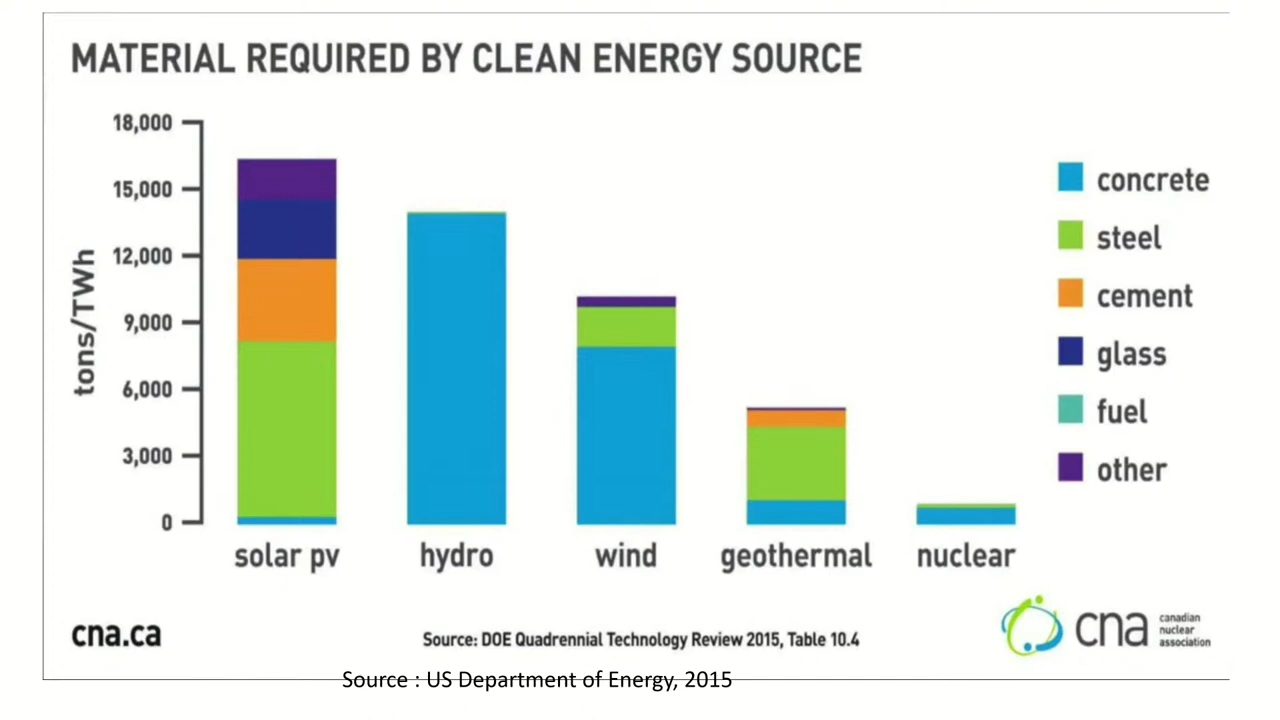 MATERIAL REQUIRED BY CLEAN ENERGY SOURCE
18,000
15,000
12,000
9,000
6,000
3,000
0
tons/TWh
concrete
steel
cement
glass
fuel
other
solar pv
hydro
wind
geothermal
nuclear
cna.ca
Source: DOE Quadrennial Technology Review 2015, Table 10.4
cna
canadian
nuclear
association
Source : US Department of Energy, 2015